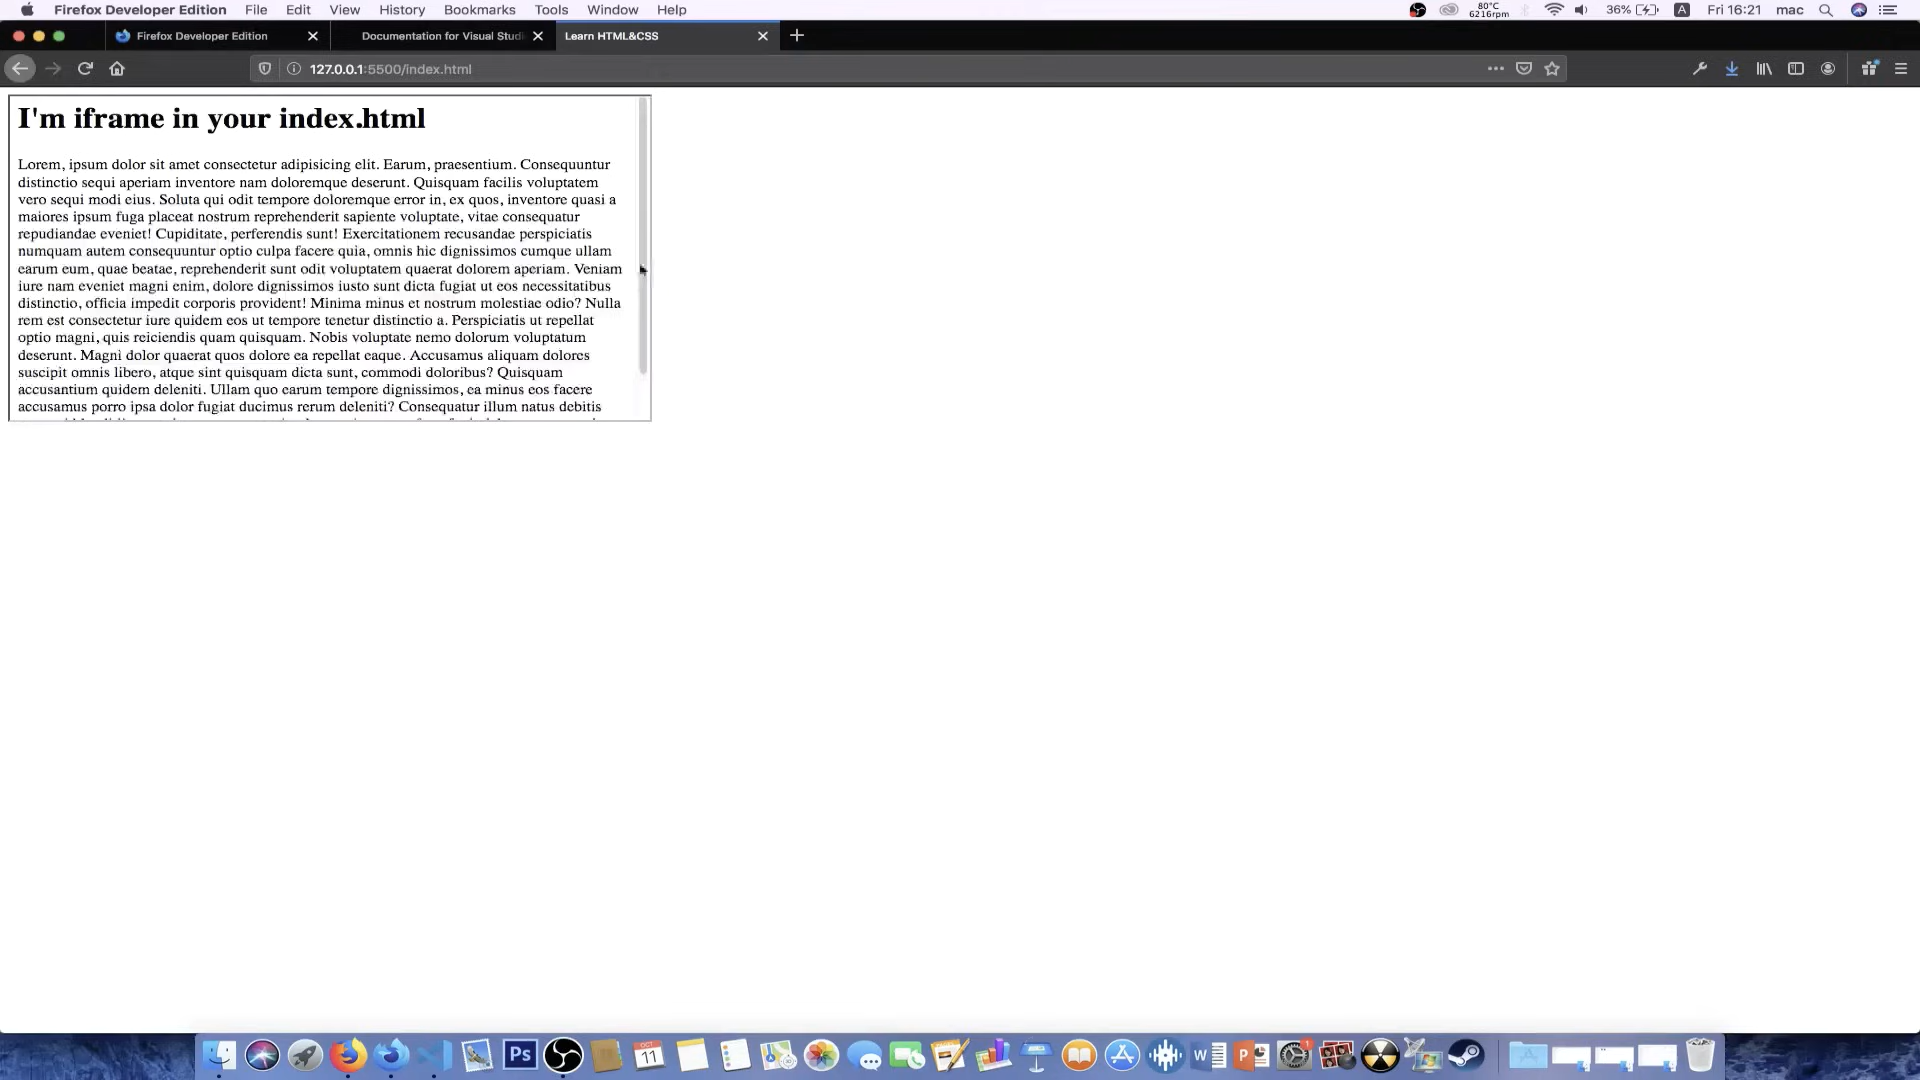 Firefox Developer Edition File Edit View History Bookmarks Tools Window Help 80°C 6216rpm 36% A Fri 16:21 mac
Firefox Developer Edition Documentation for Visual Studi Learn HTML&CSS
127.0.0.1:5500/index.html
I'm iframe in your index.html
Lorem, ipsum dolor sit amet consectetur adipisicing elit. Earum, praesentium. Consequuntur
distinctio sequi aperiam inventore nam doloremque deserunt. Quisquam facilis voluptatem
vero sequi modi eius. Soluta qui odit tempore doloremque error in, ex quos, inventore quasi a
maiores ipsum fuga placeat nostrum reprehenderit sapiente voluptate, vitae consequatur
repudiandae eveniet! Cupiditate, perferendis sunt! Exercitationem recusandae perspiciatis
numquam autem consequuntur optio culpa facere quia, omnis hic dignissimos cumque ullam
earum eum, quae beatae, reprehenderit sunt odit voluptatem quaerat dolorem aperiam. Veniam
iure nam eveniet magni enim, dolore dignissimos iusto sunt dicta fugiat ut eos necessitatibus
distinctio, officia impedit corporis provident! Minima minus et nostrum molestiae odio? Nulla
rem est consectetur iure quidem eos ut tempore tenetur distinctio a. Perspiciatis ut repellat
optio magni, quis reiciendis quam quisquam. Nobis voluptate nemo dolorum voluptatum
deserunt. Magni dolor quaerat quos dolore ea repellat eaque. Accusamus aliquam dolores
suscipit omnis libero, atque sint quisquam dicta sunt, commodi doloribus? Quisquam
accusantium quidem deleniti. Ullam quo earum tempore dignissimos, ea minus eos facere
accusamus porro ipsa dolor fugiat ducimus rerum deleniti? Consequatur illum natus debitis
Ps OCT 11 W P 1